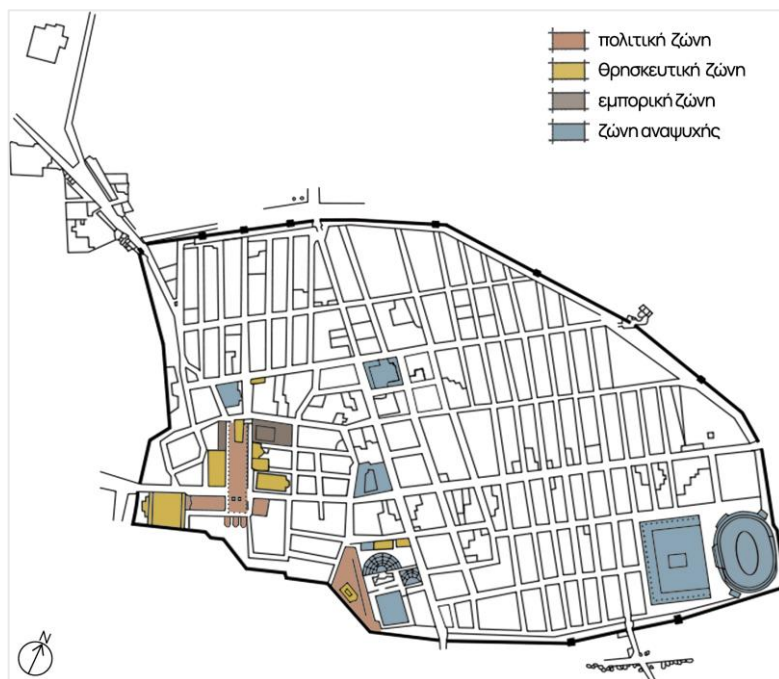 πολιτική ζώνη
θρησκευτική ζώνη
εμπορική ζώνη
ζώνη αναψυχής
N